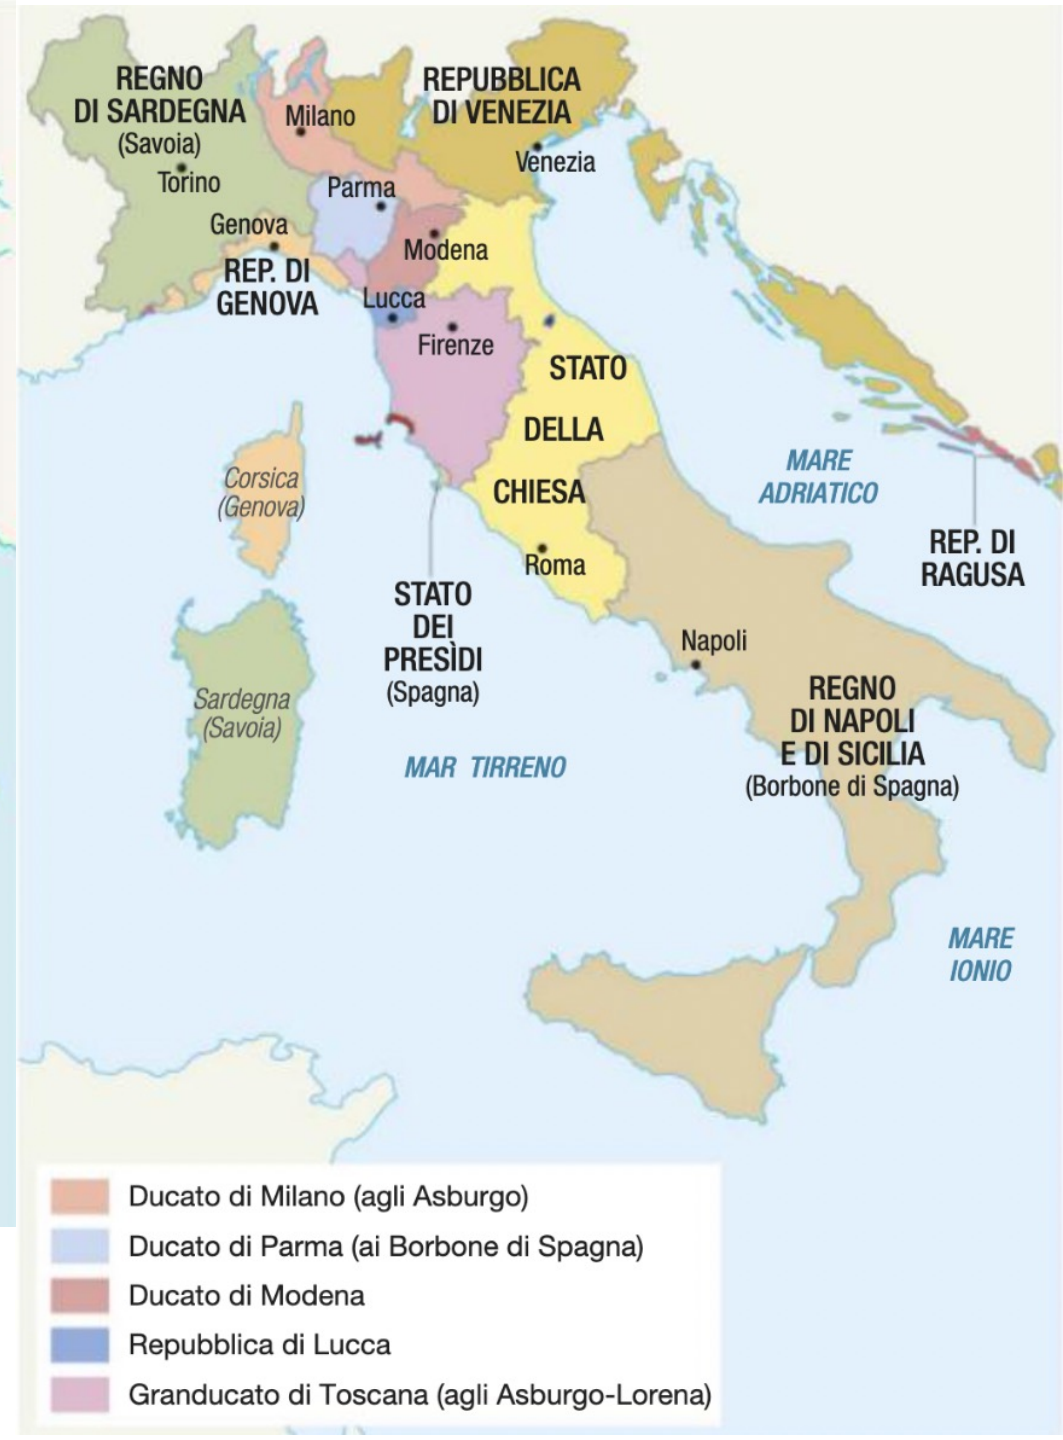 REGNO
DI SARDEGNA
(Savoia)
Torino
Milano
REPUBBLICA
DI VENEZIA
Venezia
Parma
Genova
Modena
REP. DI
GENOVA
Lucca
Firenze
STATO
DELLA
CHIESA
Roma
Corsica
(Genova)
MARE
ADRIATICO
REP. DI
RAGUSA
STATO
DEI
PRESÌDI
(Spagna)
Sardegna
(Savoia)
Napoli
REGNO
DI NAPOLI
E DI SICILIA
(Borbone di Spagna)
MAR TIRRENO
MARE
IONIO
Ducato di Milano (agli Asburgo)
Ducato di Parma (ai Borbone di Spagna)
Ducato di Modena
Repubblica di Lucca
Granducato di Toscana (agli Asburgo-Lorena)